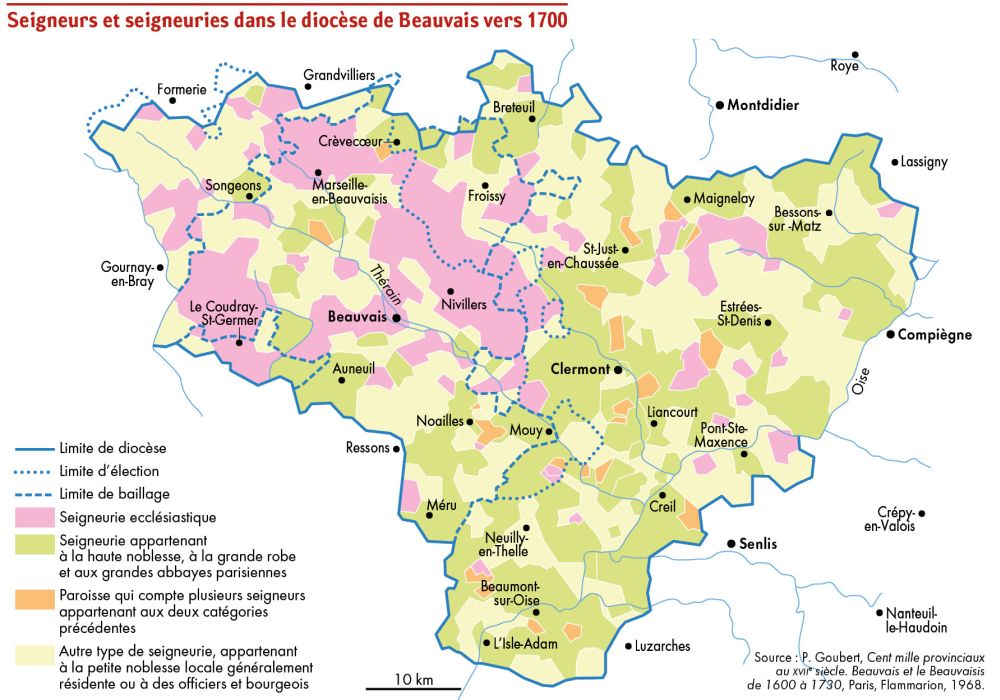 Seigneurs et seigneuries dans le diocèse de Beauvais vers 1700
Roye
Grandvilliers
Formerie
Montdidier
Breteuil
Crèvecœur
Lassigny
Songeons
Marseille-
en-Beauvaisis
Froissy
Maignelay
Bessons-
sur -Matz
St-Just-
en-Chaussée
Gournay-
en-Bray
Thérain
Nivillers
Le Coudray-
St-Germer
Beauvais
Estrées-
St-Denis
Compiègne
Clermont
Auneuil
Oise
Liancourt
Noailles
Mouy
Pont-Ste-
Maxence
Ressons
Creil
Méru
Crépy-
en-Valois
Neuilly-
en-Thelle
Senlis
Beaumont-
sur-Oise
Nanteuil-
le-Haudoin
L'Isle-Adam
Luzarches
Limite de diocèse
Limite d'élection
Limite de baillage
Seigneurie ecclésiastique
Seigneurie appartenant
à la haute noblesse, à la grande robe
et aux grandes abbayes parisiennes
Paroisse qui compte plusieurs seigneurs
appartenant aux deux catégories
précédentes
Autre type de seigneurie, appartenant
à la petite noblesse locale généralement
résidente ou à des officiers et bourgeois
10 km
Source : P. Goubert, Cent mille provinciaux
au XVIIe siècle. Beauvais et le Beauvaisis
de 1600 à 1730, Paris, Flammarion, 1968.